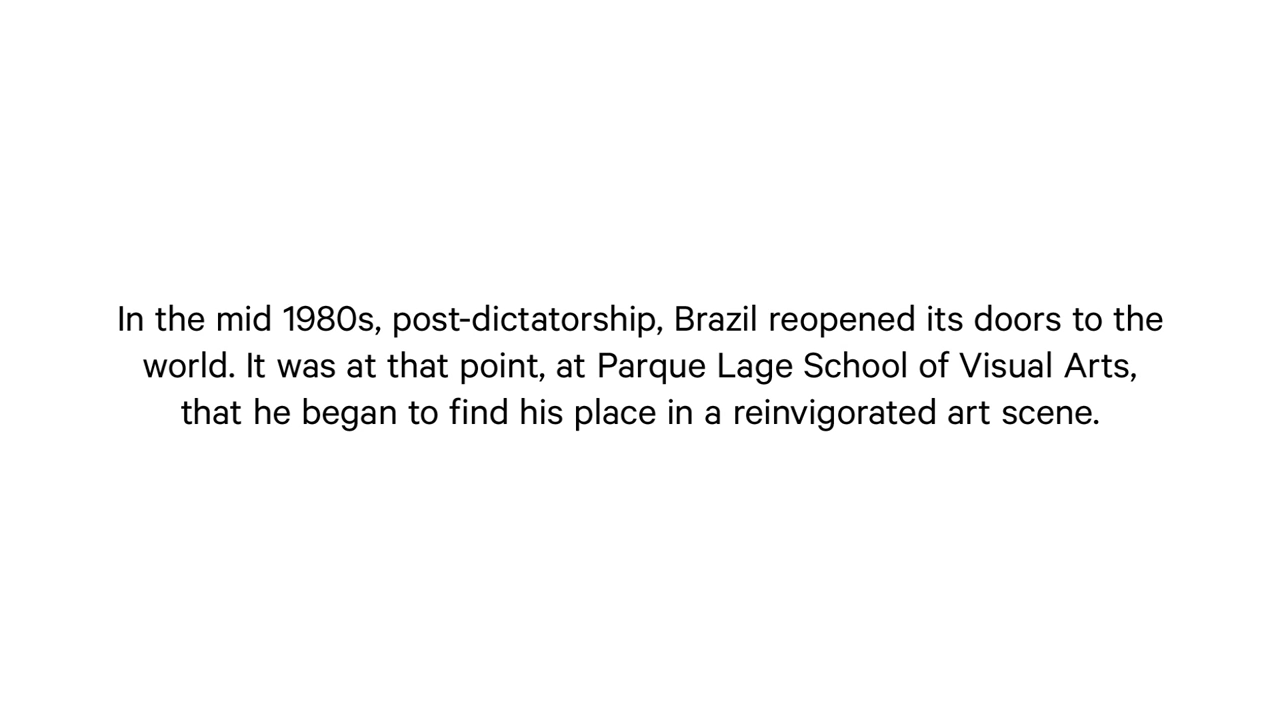 In the mid 1980s, post-dictatorship, Brazil reopened its doors to the
world. It was at that point, at Parque Lage School of Visual Arts,
that he began to find his place in a reinvigorated art scene.